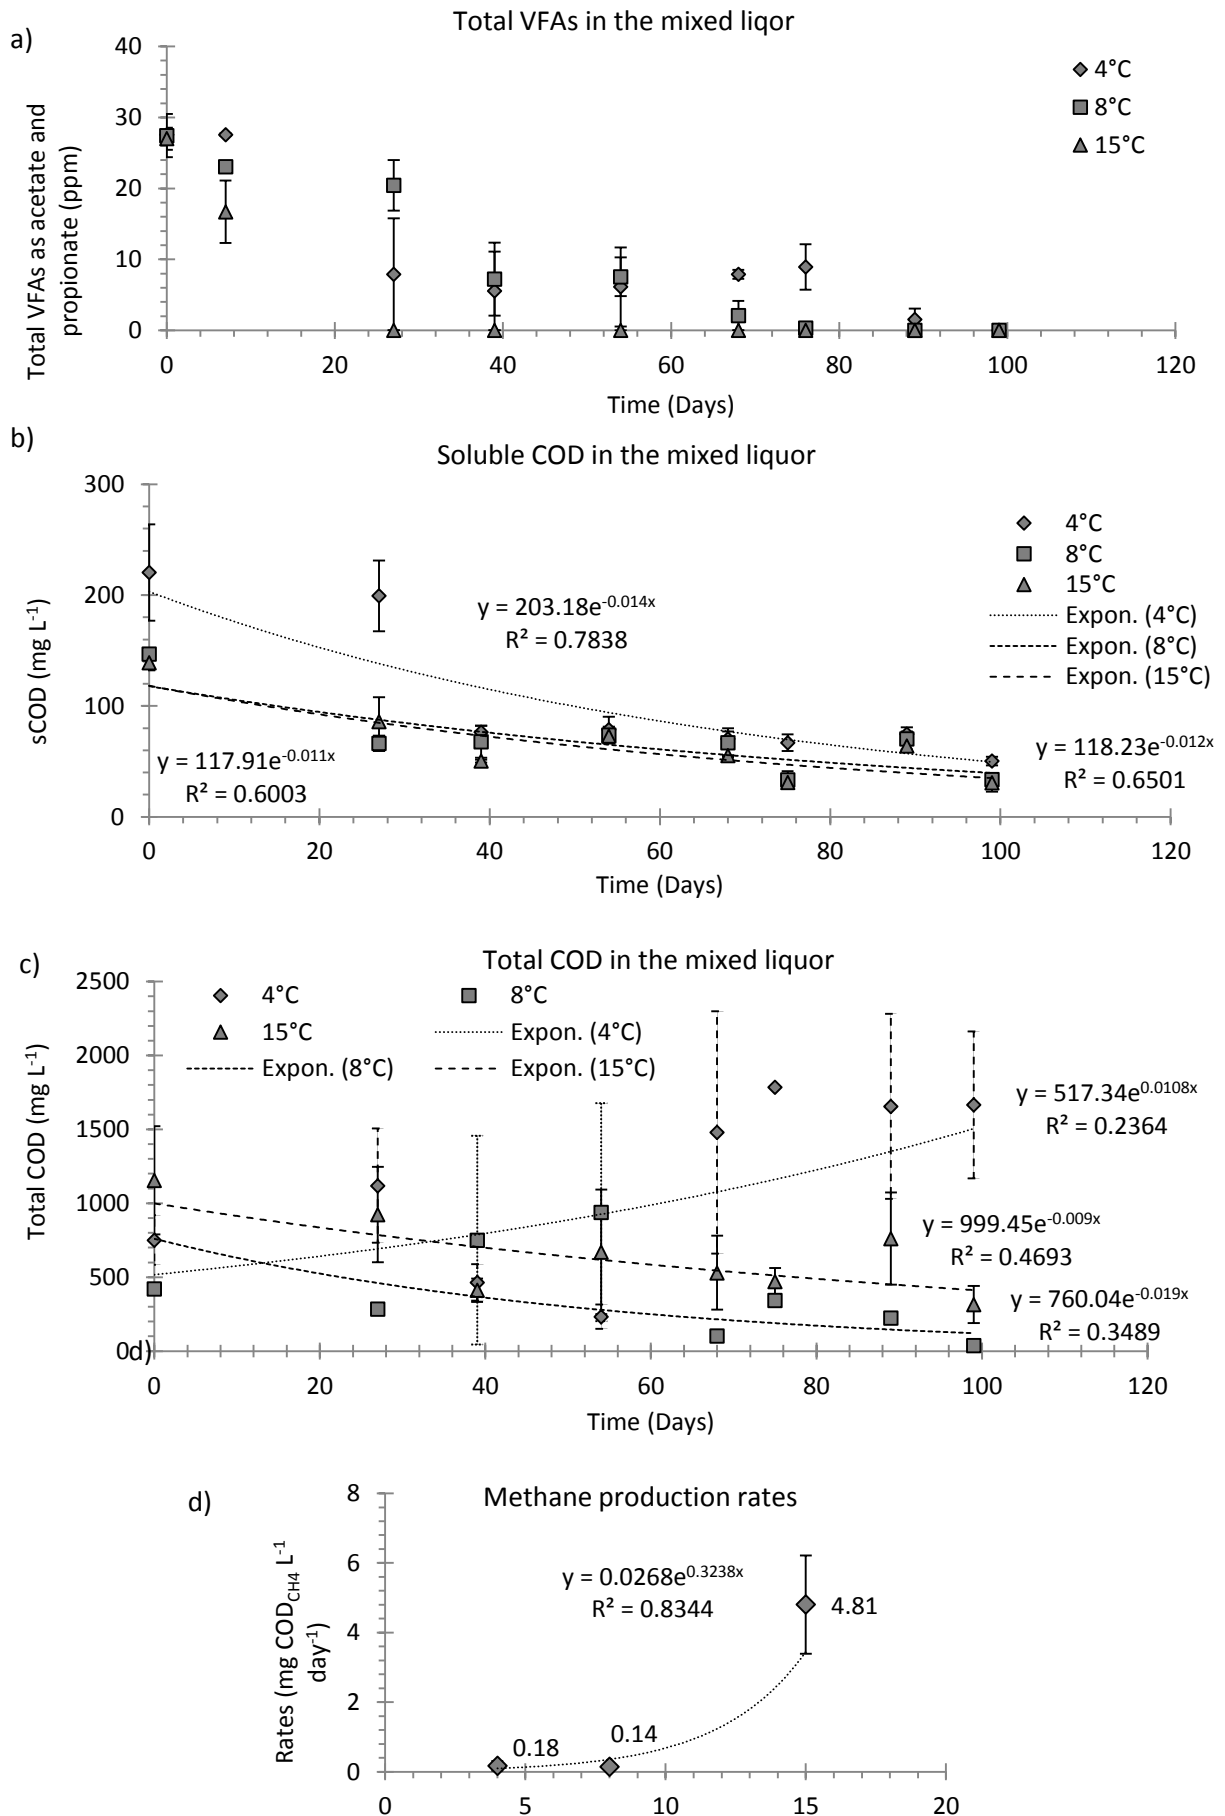 a)
Total VFAs in the mixed liqor
Total VFAs as acetate and
propionate (ppm)
40
30
20
10
0
4°C
8°C
15°C
0 20 40 60 80 100 120
Time (Days)
b)
Soluble COD in the mixed liquor
sCOD (mg L-1)
300
200
100
0
4°C
8°C
15°C
Expon. (4°C)
Expon. (8°C)
Expon. (15°C)
y = 203.18e-0.014x
R² = 0.7838
y = 117.91e-0.011x
R² = 0.6003
y = 118.23e-0.012x
R² = 0.6501
0 20 40 60 80 100 120
Time (Days)
c)
Total COD in the mixed liquor
Total COD (mg L-1)
2500
2000
1500
1000
500
0
4°C 8°C
15°C Expon. (4°C)
Expon. (8°C) Expon. (15°C)
y = 517.34e0.0108x
R² = 0.2364
y = 999.45e-0.009x
R² = 0.4693
y = 760.04e-0.019x
R² = 0.3489
d)
0 20 40 60 80 100 120
Time (Days)
d)
Methane production rates
Rates (mg CODCH4 L-1
day-1)
8
6
4
2
0
y = 0.0268e0.3238x
R² = 0.8344
4.81
0.18
0.14
0 5 10 15 20